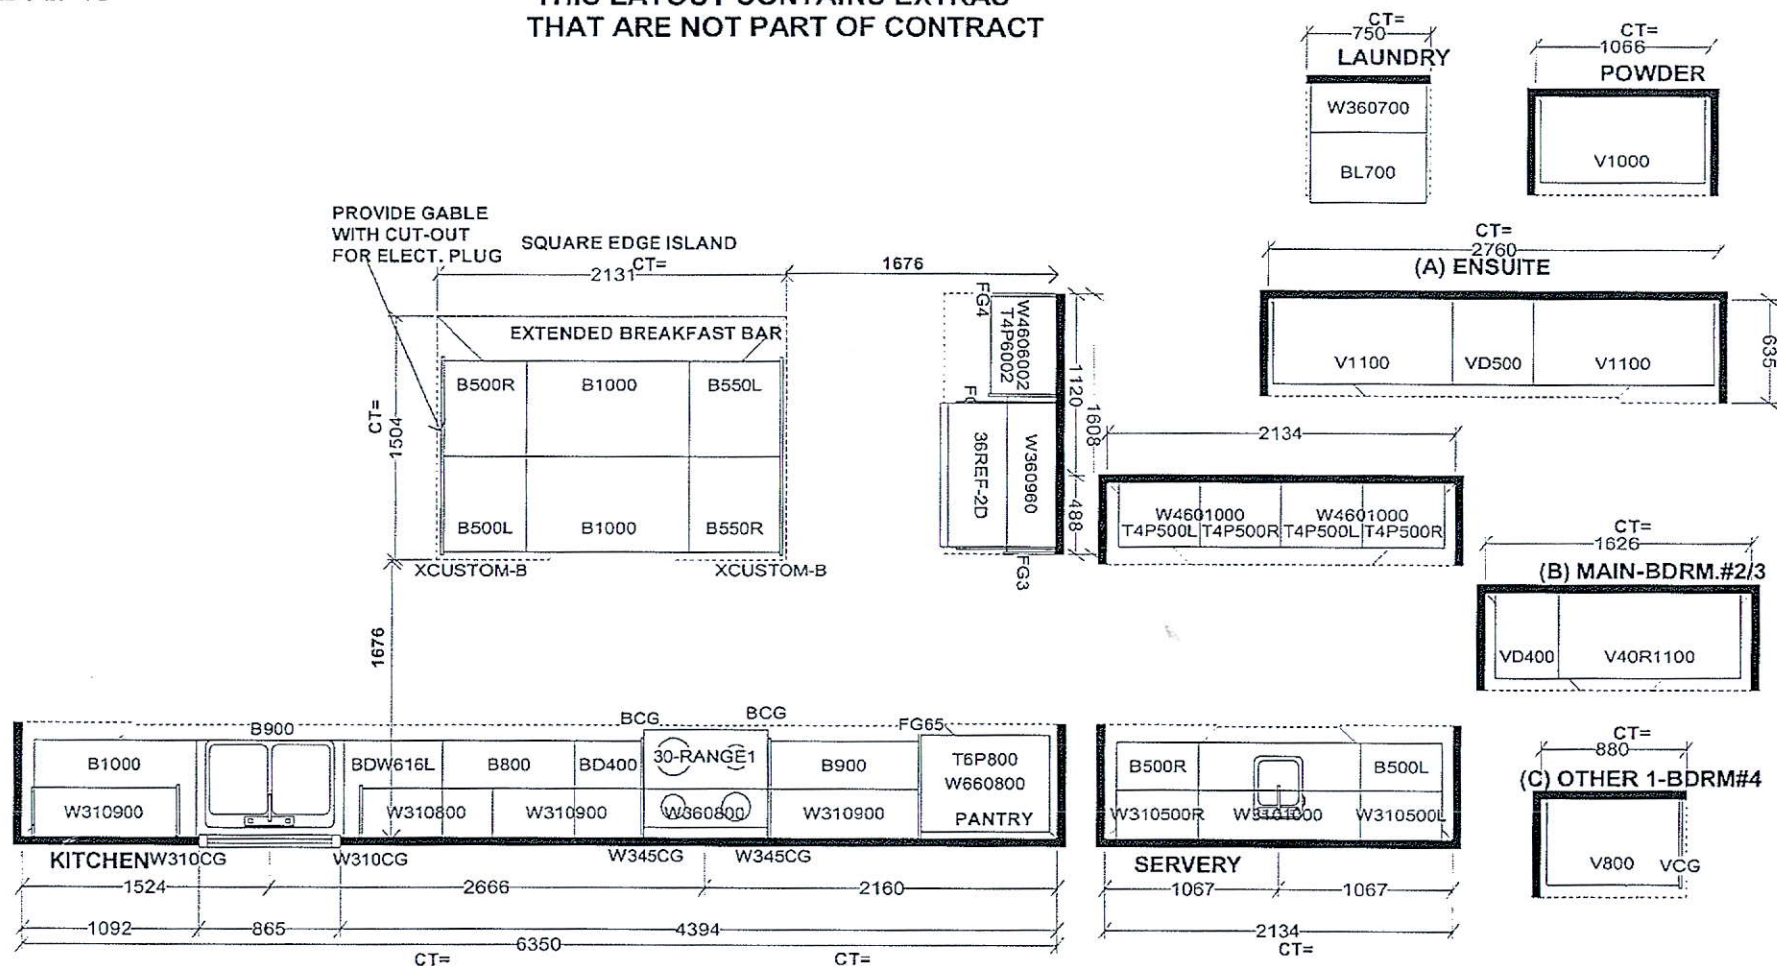 THIS LAYOUT CONTAINS EXTRAS
THAT ARE NOT PART OF CONTRACT
CT=
750
LAUNDRY
W360700
BL700
CT=
1066
POWDER
V1000
PROVIDE GABLE
WITH CUT-OUT
FOR ELECT. PLUG
SQUARE EDGE ISLAND
CT=
2131
1676
CT=
2760
(A) ENSUITE
V1100 VD500 V1100
635
EXTENDED BREAKFAST BAR
B500R B1000 B550L
CT=
1504
B500L B1000 B550R
XCUSTOM-B XCUSTOM-B
1676
FG4
W4606002
T4P6002
1120
1608
36REF-2D
W360960
488
FG3
2134
W4601000 W4601000
T4P500L T4P500R T4P500L T4P500R
CT=
1626
(B) MAIN-BDRM.#2/3
VD400 V40R1100
CT=
880
(C) OTHER 1-BDRM#4
V800 VCG
BCG BCG
B900 FG65
B1000 BDW616L B800 BD400 30-RANGE1 B900 T6P800
W660800
W310900 W310800 W310900 W360800 W310900 PANTRY
KITCHEN W310CG W310CG W345CG W345CG
1524 2666 2160
1092 865 4394
6350
CT= CT=
B500R B500L
W310500R W3101000 W310500L
SERVERY
1067 1067
2134
CT=